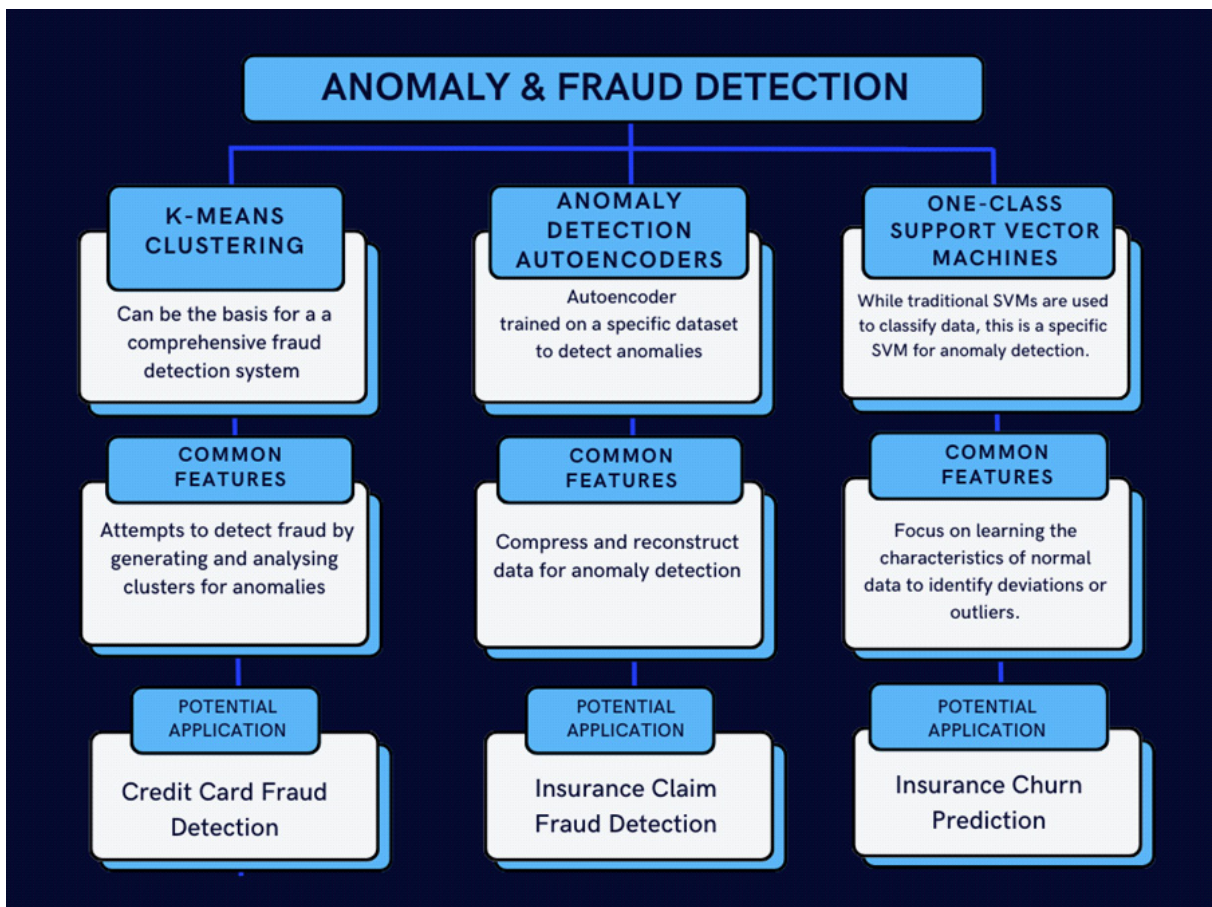 ANOMALY & FRAUD DETECTION
K-MEANS
CLUSTERING
Can be the basis for a a
comprehensive fraud
detection system
COMMON
FEATURES
Attempts to detect fraud by
generating and analysing
clusters for anomalies
POTENTIAL
APPLICATION
Credit Card Fraud
Detection
ANOMALY
DETECTION
AUTOENCODERS
Autoencoder
trained on a specific dataset
to detect anomalies
COMMON
FEATURES
Compress and reconstruct
data for anomaly detection
POTENTIAL
APPLICATION
Insurance Claim
Fraud Detection
ONE-CLASS
SUPPORT VECTOR
MACHINES
While traditional SVMs are used
to classify data, this is a specific
SVM for anomaly detection.
COMMON
FEATURES
Focus on learning the
characteristics of normal
data to identify deviations or
outliers.
POTENTIAL
APPLICATION
Insurance Churn
Prediction